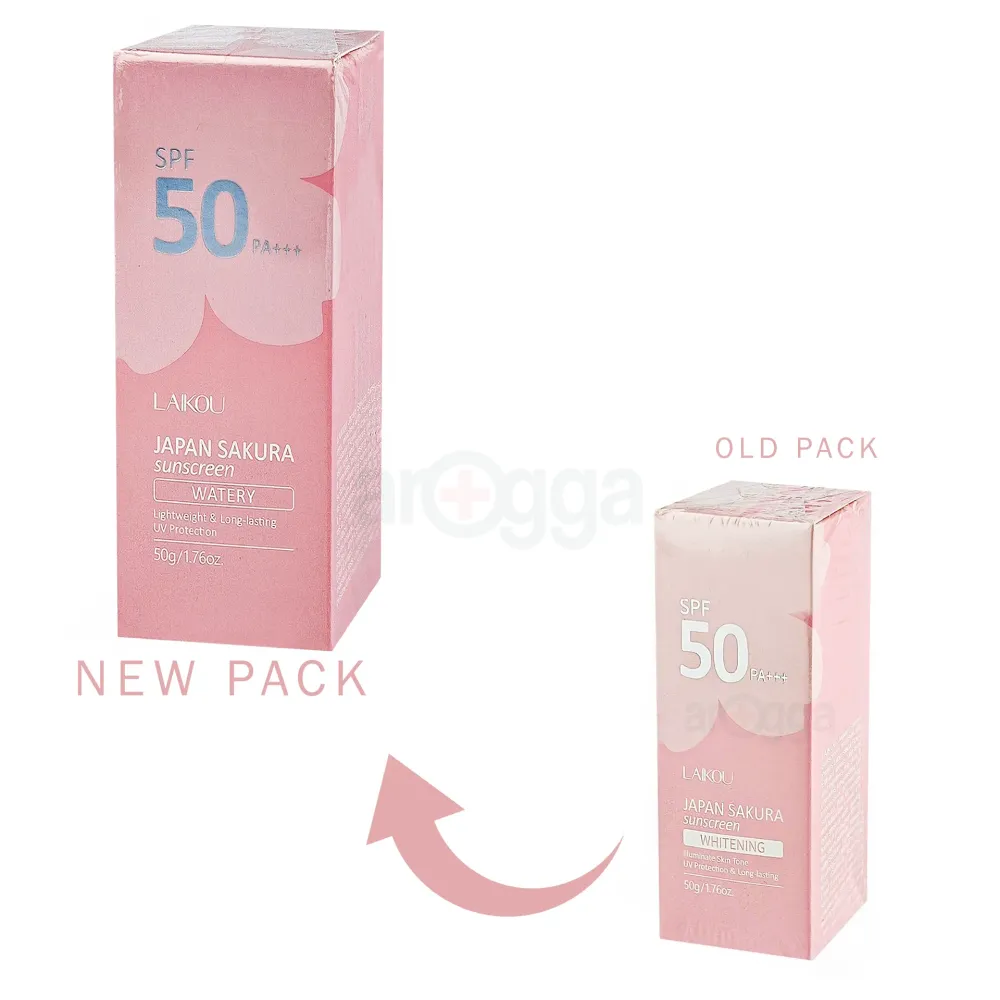 SPF
50 PA+++
LAIKOU
JAPAN SAKURA
sunscreen
WATERY
Lightweight & Long-lasting
UV Protection
50g/1.76oz.
NEW PACK
arogga
OLD PACK
SPF
50 PA+++
arogga
LAIKOU
JAPAN SAKURA
sunscreen
WHITENING
Illuminate Skin Tone
UV Protection & Long-lasting
50g/1.76oz.